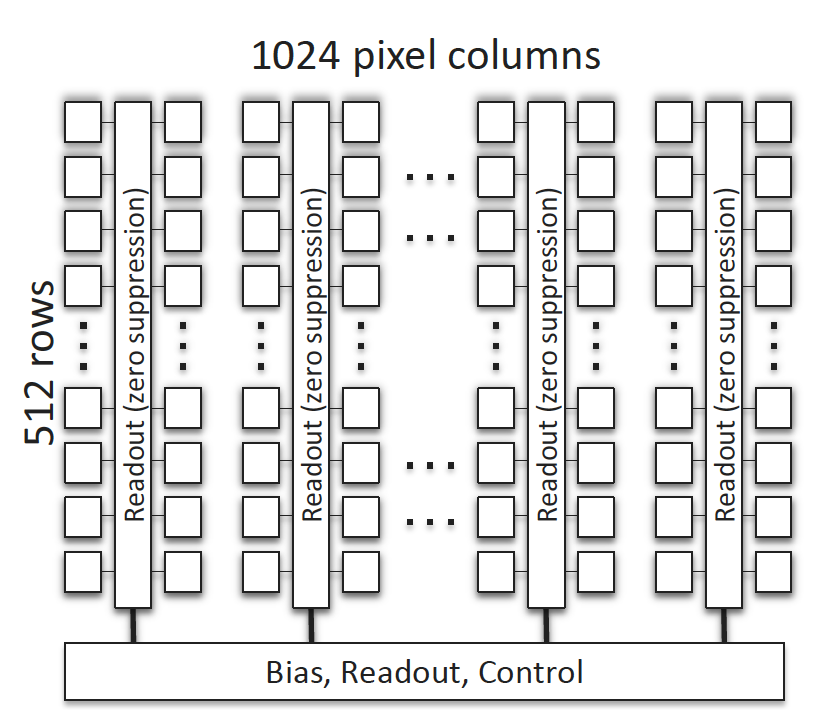 1024 pixel columns
512 rows
Readout (zero suppression)
Readout (zero suppression)
Readout (zero suppression)
Readout (zero suppression)
Bias, Readout, Control